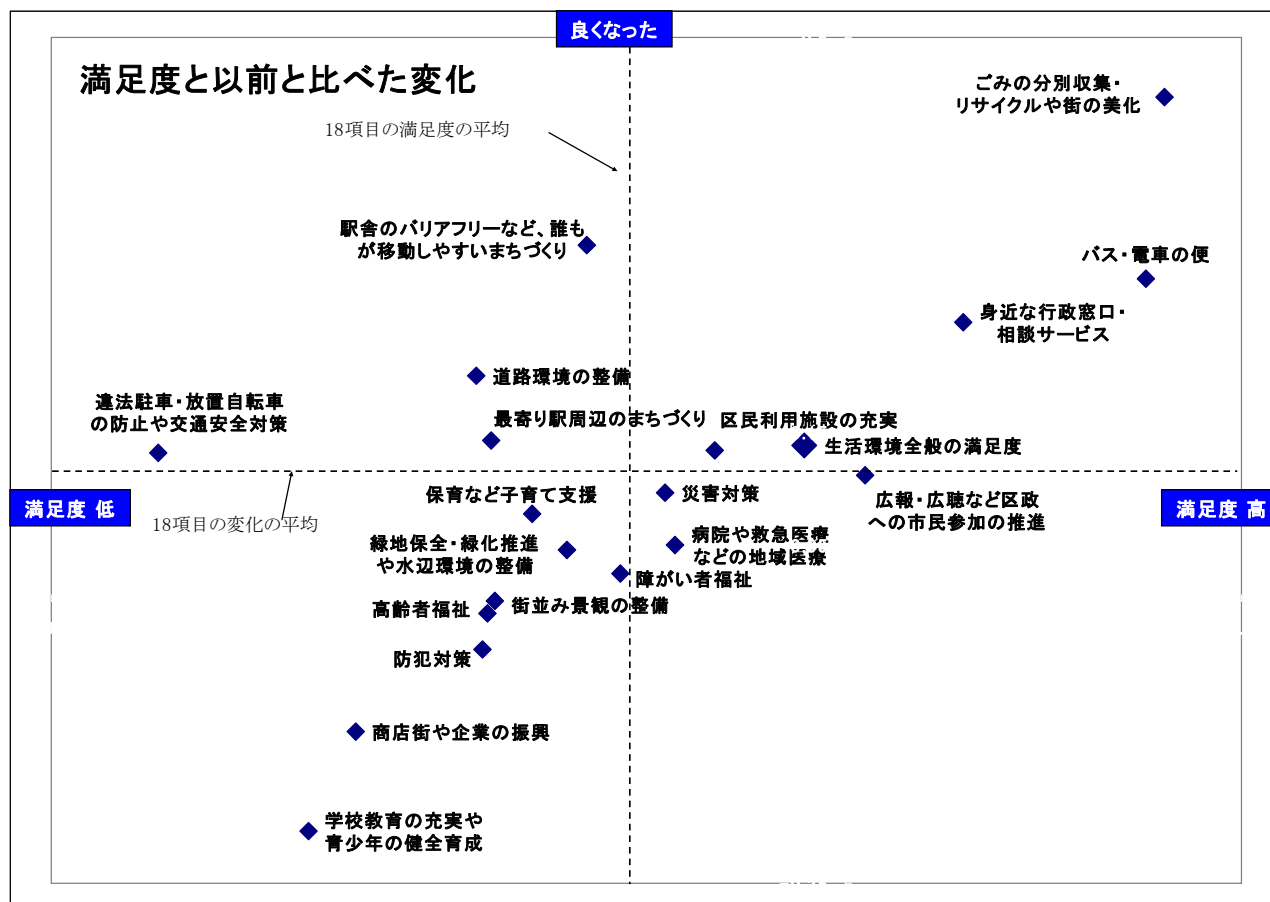 良くなった
満足度と以前と比べた変化
ごみの分別収集・
リサイクルや街の美化
18項目の満足度の平均
駅舎のバリアフリーなど、誰も
が移動しやすいまちづくり
バス・電車の便
身近な行政窓口・
相談サービス
道路環境の整備
違法駐車・放置自転車
の防止や交通安全対策
最寄り駅周辺のまちづくり
区民利用施設の充実
生活環境全般の満足度
満足度 低
18項目の変化の平均
保育など子育て支援
災害対策
広報・広聴など区政
への市民参加の推進
満足度 高
緑地保全・緑化推進
や水辺環境の整備
病院や救急医療
などの地域医療
障がい者福祉
高齢者福祉
街並み景観の整備
防犯対策
商店街や企業の振興
学校教育の充実や
青少年の健全育成